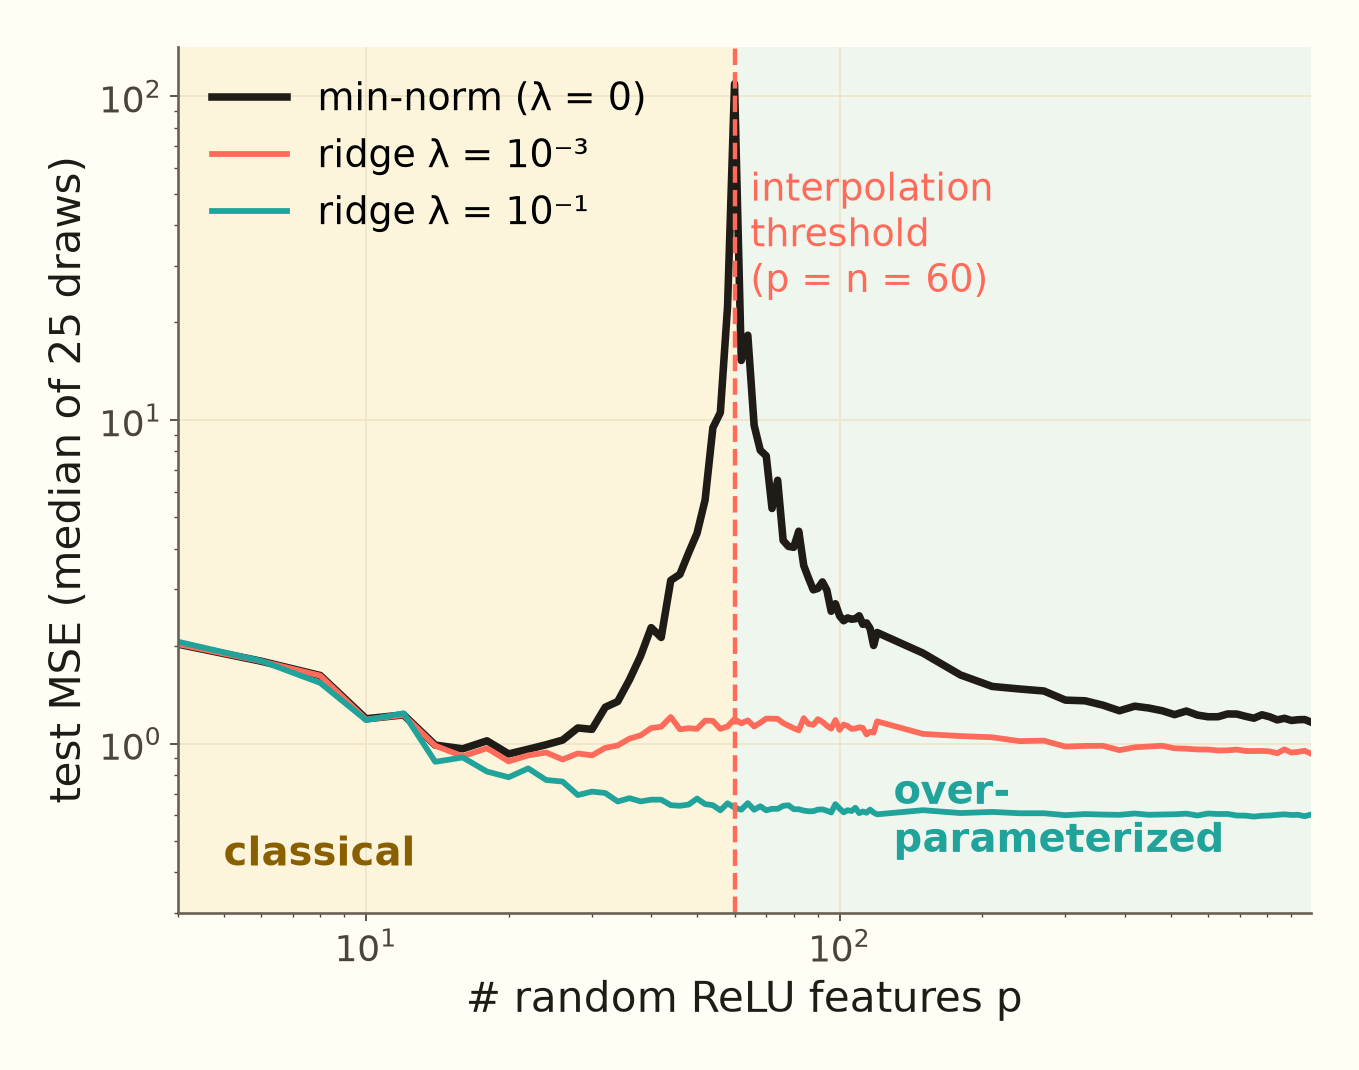 min-norm (λ = 0)
ridge λ = 10⁻³
ridge λ = 10⁻¹
interpolation
threshold
(p = n = 60)
over-
parameterized
classical
10²
10¹
10⁰
10¹
10²
test MSE (median of 25 draws)
# random ReLU features p